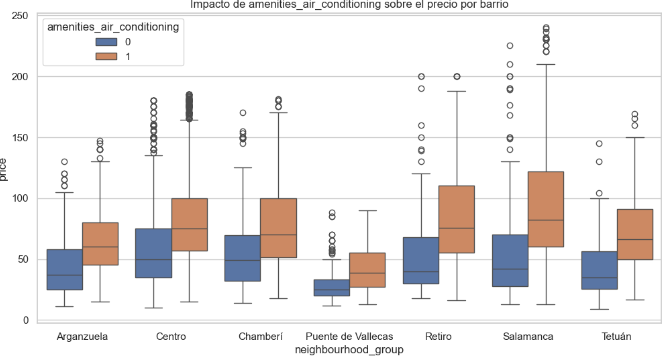 Impacto de amenities_air_conditioning sobre el precio por barrio
250
amenities_air_conditioning
0
1
200
150
100
50
0
price
Arganzuela Centro Chamberí Puente de Vallecas Retiro Salamanca Tetuán
neighbourhood_group